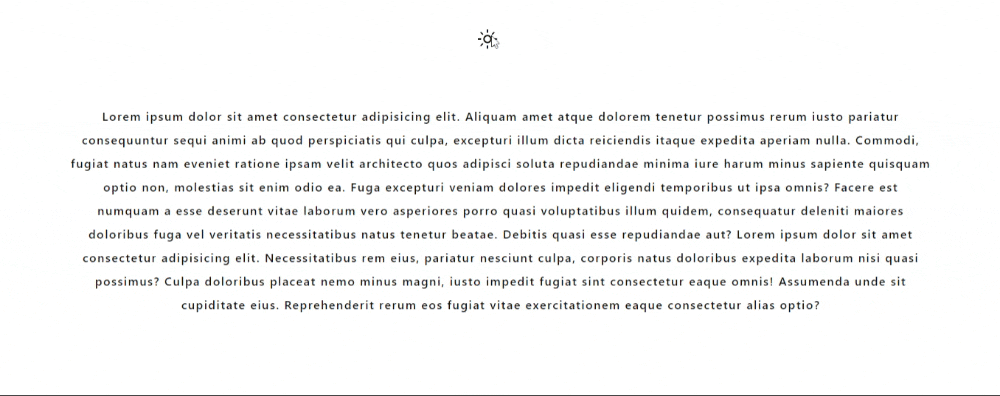 Lorem ipsum dolor sit amet consectetur adipisicing elit. Aliquam amet atque dolorem tenetur possimus rerum iusto pariatur
consequuntur sequi animi ab quod perspiciatis qui culpa, excepturi illum dicta reiciendis itaque expedita aperiam nulla. Commodi,
fugiat natus nam eveniet ratione ipsam velit architecto quos adipisci soluta repudiandae minima iure harum minus sapiente quisquam
optio non, molestias sit enim odio ea. Fuga excepturi veniam dolores impedit eligendi temporibus ut ipsa omnis? Facere est
numquam a esse deserunt vitae laborum vero asperiores porro quasi voluptatibus illum quidem, consequatur deleniti maiores
doloribus fuga vel veritatis necessitatibus natus tenetur beatae. Debitis quasi esse repudiandae aut? Lorem ipsum dolor sit amet
consectetur adipisicing elit. Necessitatibus rem eius, pariatur nesciunt culpa, corporis natus doloribus expedita laborum nisi quasi
possimus? Culpa doloribus placeat nemo minus magni, iusto impedit fugiat sint consectetur eaque omnis! Assumenda unde sit
cupiditate eius. Reprehenderit rerum eos fugiat vitae exercitationem eaque consectetur alias optio?